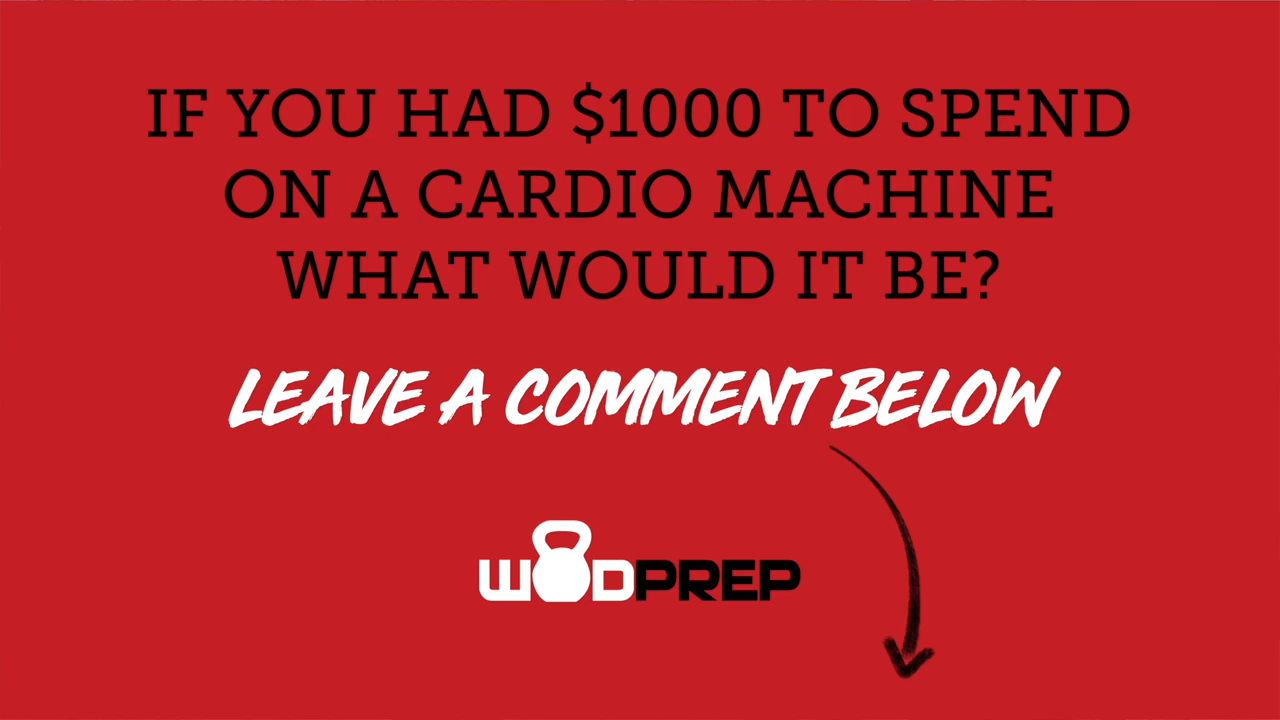 IF YOU HAD $1000 TO SPEND
ON A CARDIO MACHINE
WHAT WOULD IT BE?
LEAVE A COMMENT BELOW
WODPREP